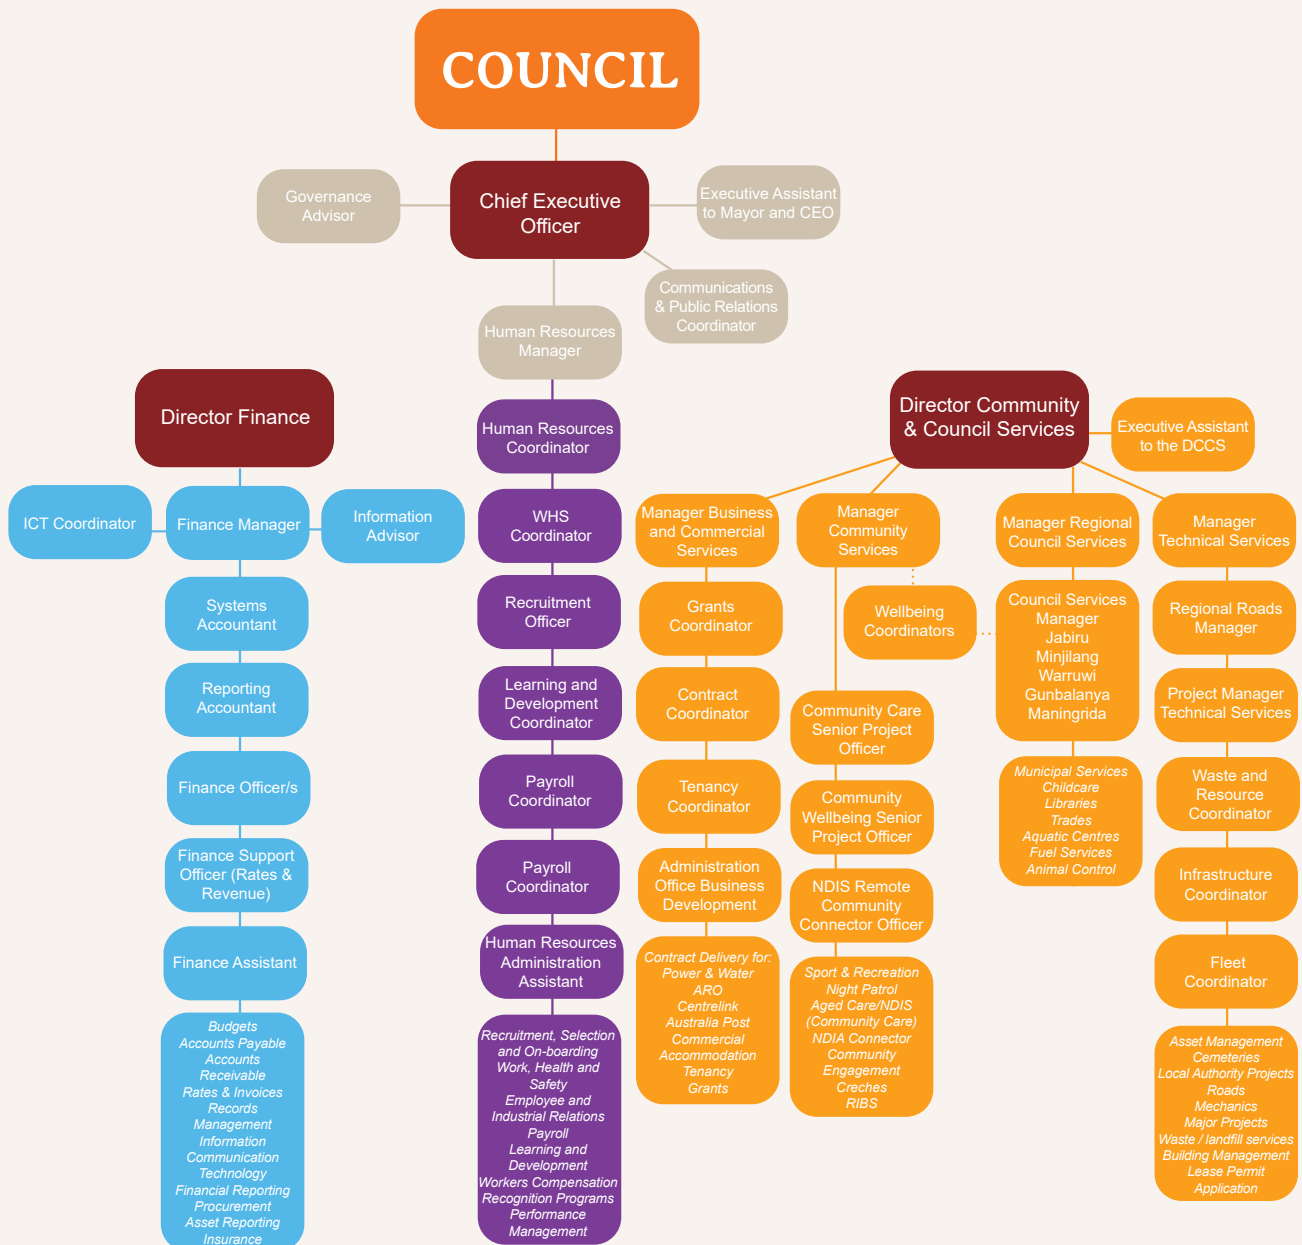 COUNCIL
Governance
Advisor
Chief Executive
Officer
Executive Assistant
to Mayor and CEO
Communications
& Public Relations
Coordinator
Human Resources
Manager
Director Finance
ICT Coordinator
Finance Manager
Information
Advisor
Systems
Accountant
Reporting
Accountant
Finance Officer/s
Finance Support
Officer (Rates &
Revenue)
Finance Assistant
Budgets
Accounts Payable
Accounts
Receivable
Rates & Invoices
Records
Management
Information
Communication
Technology
Financial Reporting
Procurement
Asset Reporting
Insurance
Human Resources
Coordinator
WHS
Coordinator
Recruitment
Officer
Learning and
Development
Coordinator
Payroll
Coordinator
Payroll
Coordinator
Human Resources
Administration
Assistant
Recruitment, Selection
and On-boarding
Work, Health and
Safety
Employee and
Industrial Relations
Payroll
Learning and
Development
Workers Compensation
Recognition Programs
Performance
Management
Director Community
& Council Services
Executive Assistant
to the DCCS
Manager Business
and Commercial
Services
Grants
Coordinator
Contract
Coordinator
Tenancy
Coordinator
Administration
Office Business
Development
Contract Delivery for:
Power & Water
ARO
Centrelink
Australia Post
Commercial
Accommodation
Tenancy
Grants
Manager
Community
Services
Wellbeing
Coordinators
Community Care
Senior Project
Officer
Community
Wellbeing Senior
Project Officer
NDIS Remote
Community
Connector Officer
Sport & Recreation
Night Patrol
Aged Care/NDIS
(Community Care)
NDIA Connector
Community
Engagement
Creches
RIBS
Manager Regional
Council Services
Council Services
Manager
Jabiru
Minjilang
Warruwi
Gunbalanya
Maningrida
Municipal Services
Childcare
Libraries
Trades
Aquatic Centres
Fuel Services
Animal Control
Manager
Technical Services
Regional Roads
Manager
Project Manager
Technical Services
Waste and
Resource
Coordinator
Infrastructure
Coordinator
Fleet
Coordinator
Asset Management
Cemeteries
Local Authority Projects
Roads
Mechanics
Major Projects
Waste / landfill services
Building Management
Lease Permit
Application